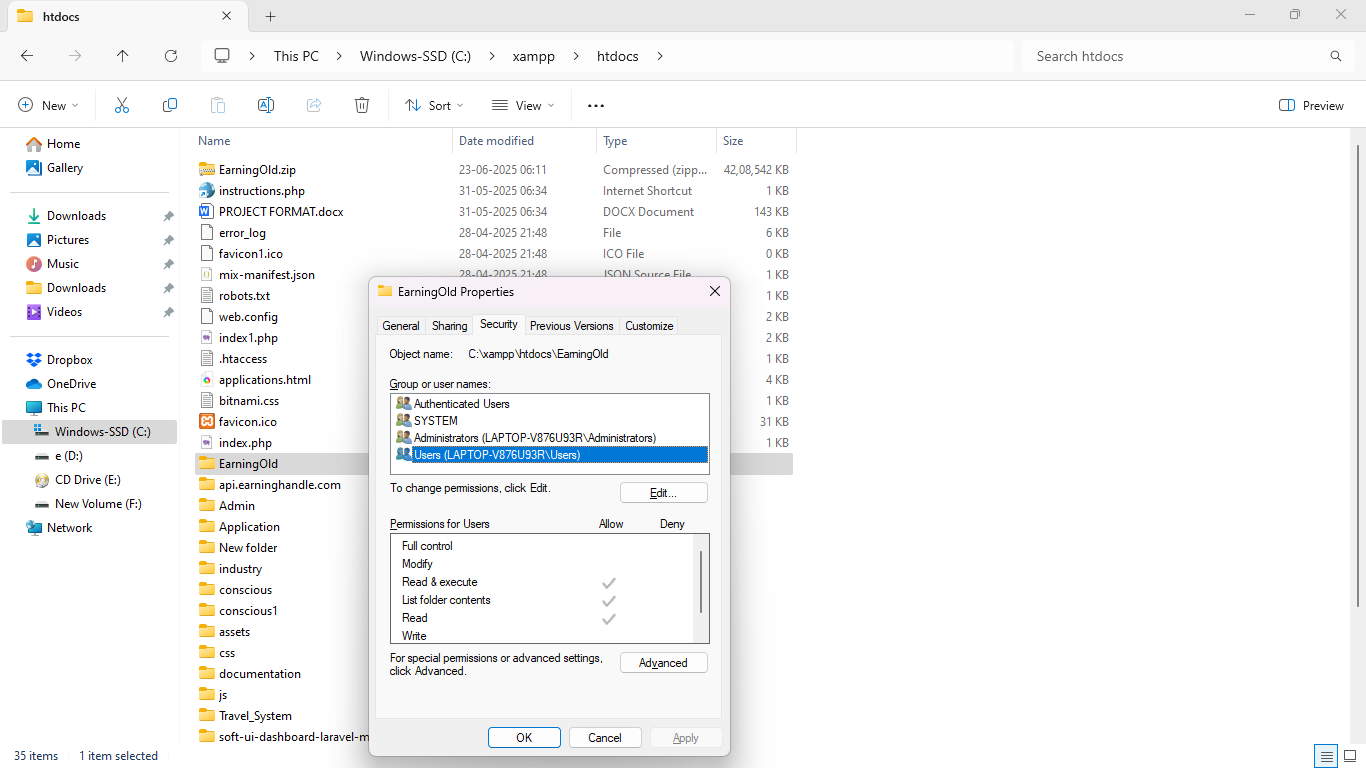 htdocs
This PC > Windows-SSD (C:) > xampp > htdocs >
Search htdocs
New
Sort
View
Preview
Home
Gallery
Downloads
Pictures
Music
Downloads
Videos
Dropbox
OneDrive
This PC
Windows-SSD (C:)
e (D:)
CD Drive (E:)
New Volume (F:)
Network
Name Date modified Type Size
EarningOld.zip 23-06-2025 06:11 Compressed (zipp... 42,08,542 KB
instructions.php 31-05-2025 06:34 Internet Shortcut 1 KB
PROJECT FORMAT.docx 31-05-2025 06:34 DOCX Document 143 KB
error_log 28-04-2025 21:48 File 6 KB
favicon1.ico 28-04-2025 21:48 ICO File 0 KB
mix-manifest.json 28-04-2025 21:48 JSON Source File 1 KB
robots.txt 1 KB
web.config 2 KB
index1.php 2 KB
.htaccess 1 KB
applications.html 4 KB
bitnami.css 1 KB
favicon.ico 31 KB
index.php 1 KB
EarningOld
api.earninghandle.com
Admin
Application
New folder
industry
conscious
conscious1
assets
css
documentation
js
Travel_System
soft-ui-dashboard-laravel-m
EarningOld Properties
General Sharing Security Previous Versions Customize
Object name: C:\xampp\htdocs\EarningOld
Group or user names:
Authenticated Users
SYSTEM
Administrators (LAPTOP-V876U93R\Administrators)
Users (LAPTOP-V876U93R\Users)
To change permissions, click Edit.
Edit...
Permissions for Users Allow Deny
Full control
Modify
Read & execute
List folder contents
Read
Write
For special permissions or advanced settings,
click Advanced.
Advanced
OK Cancel Apply
35 items 1 item selected